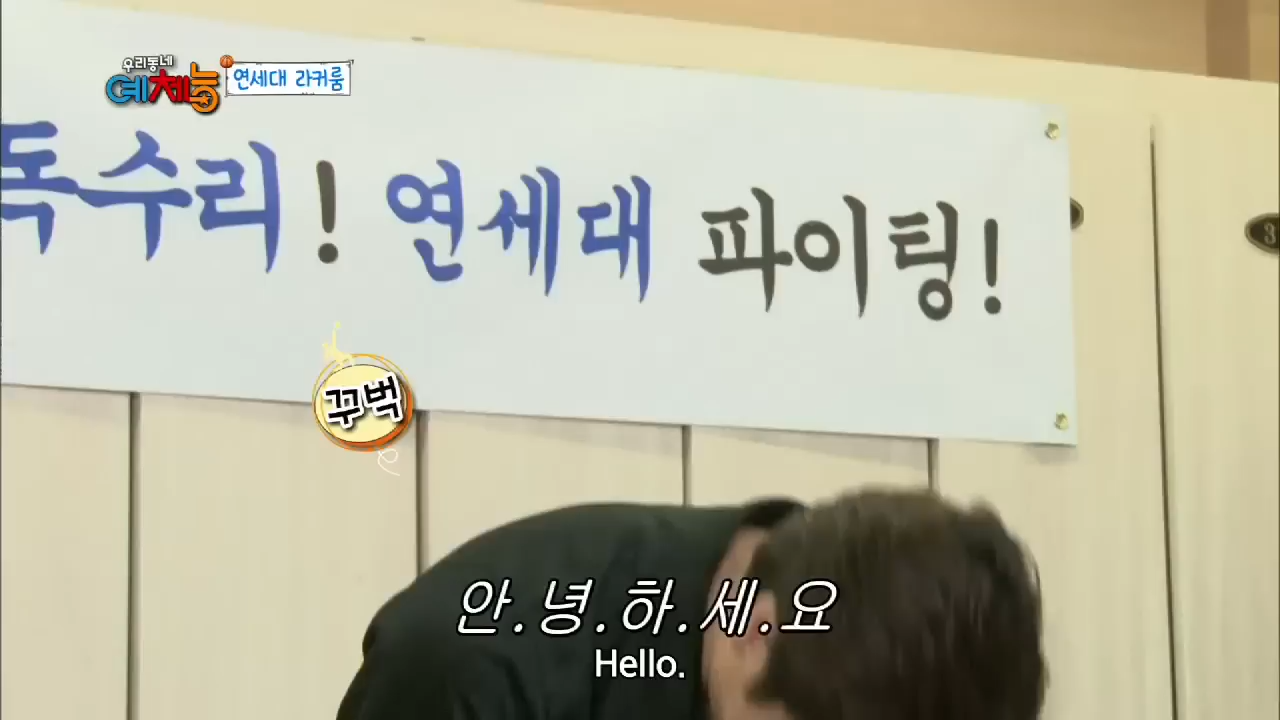 우리동네
예체능
연세대 라커룸
독수리! 연세대 파이팅!
3
꾸벅
안.녕.하.세.요
Hello.